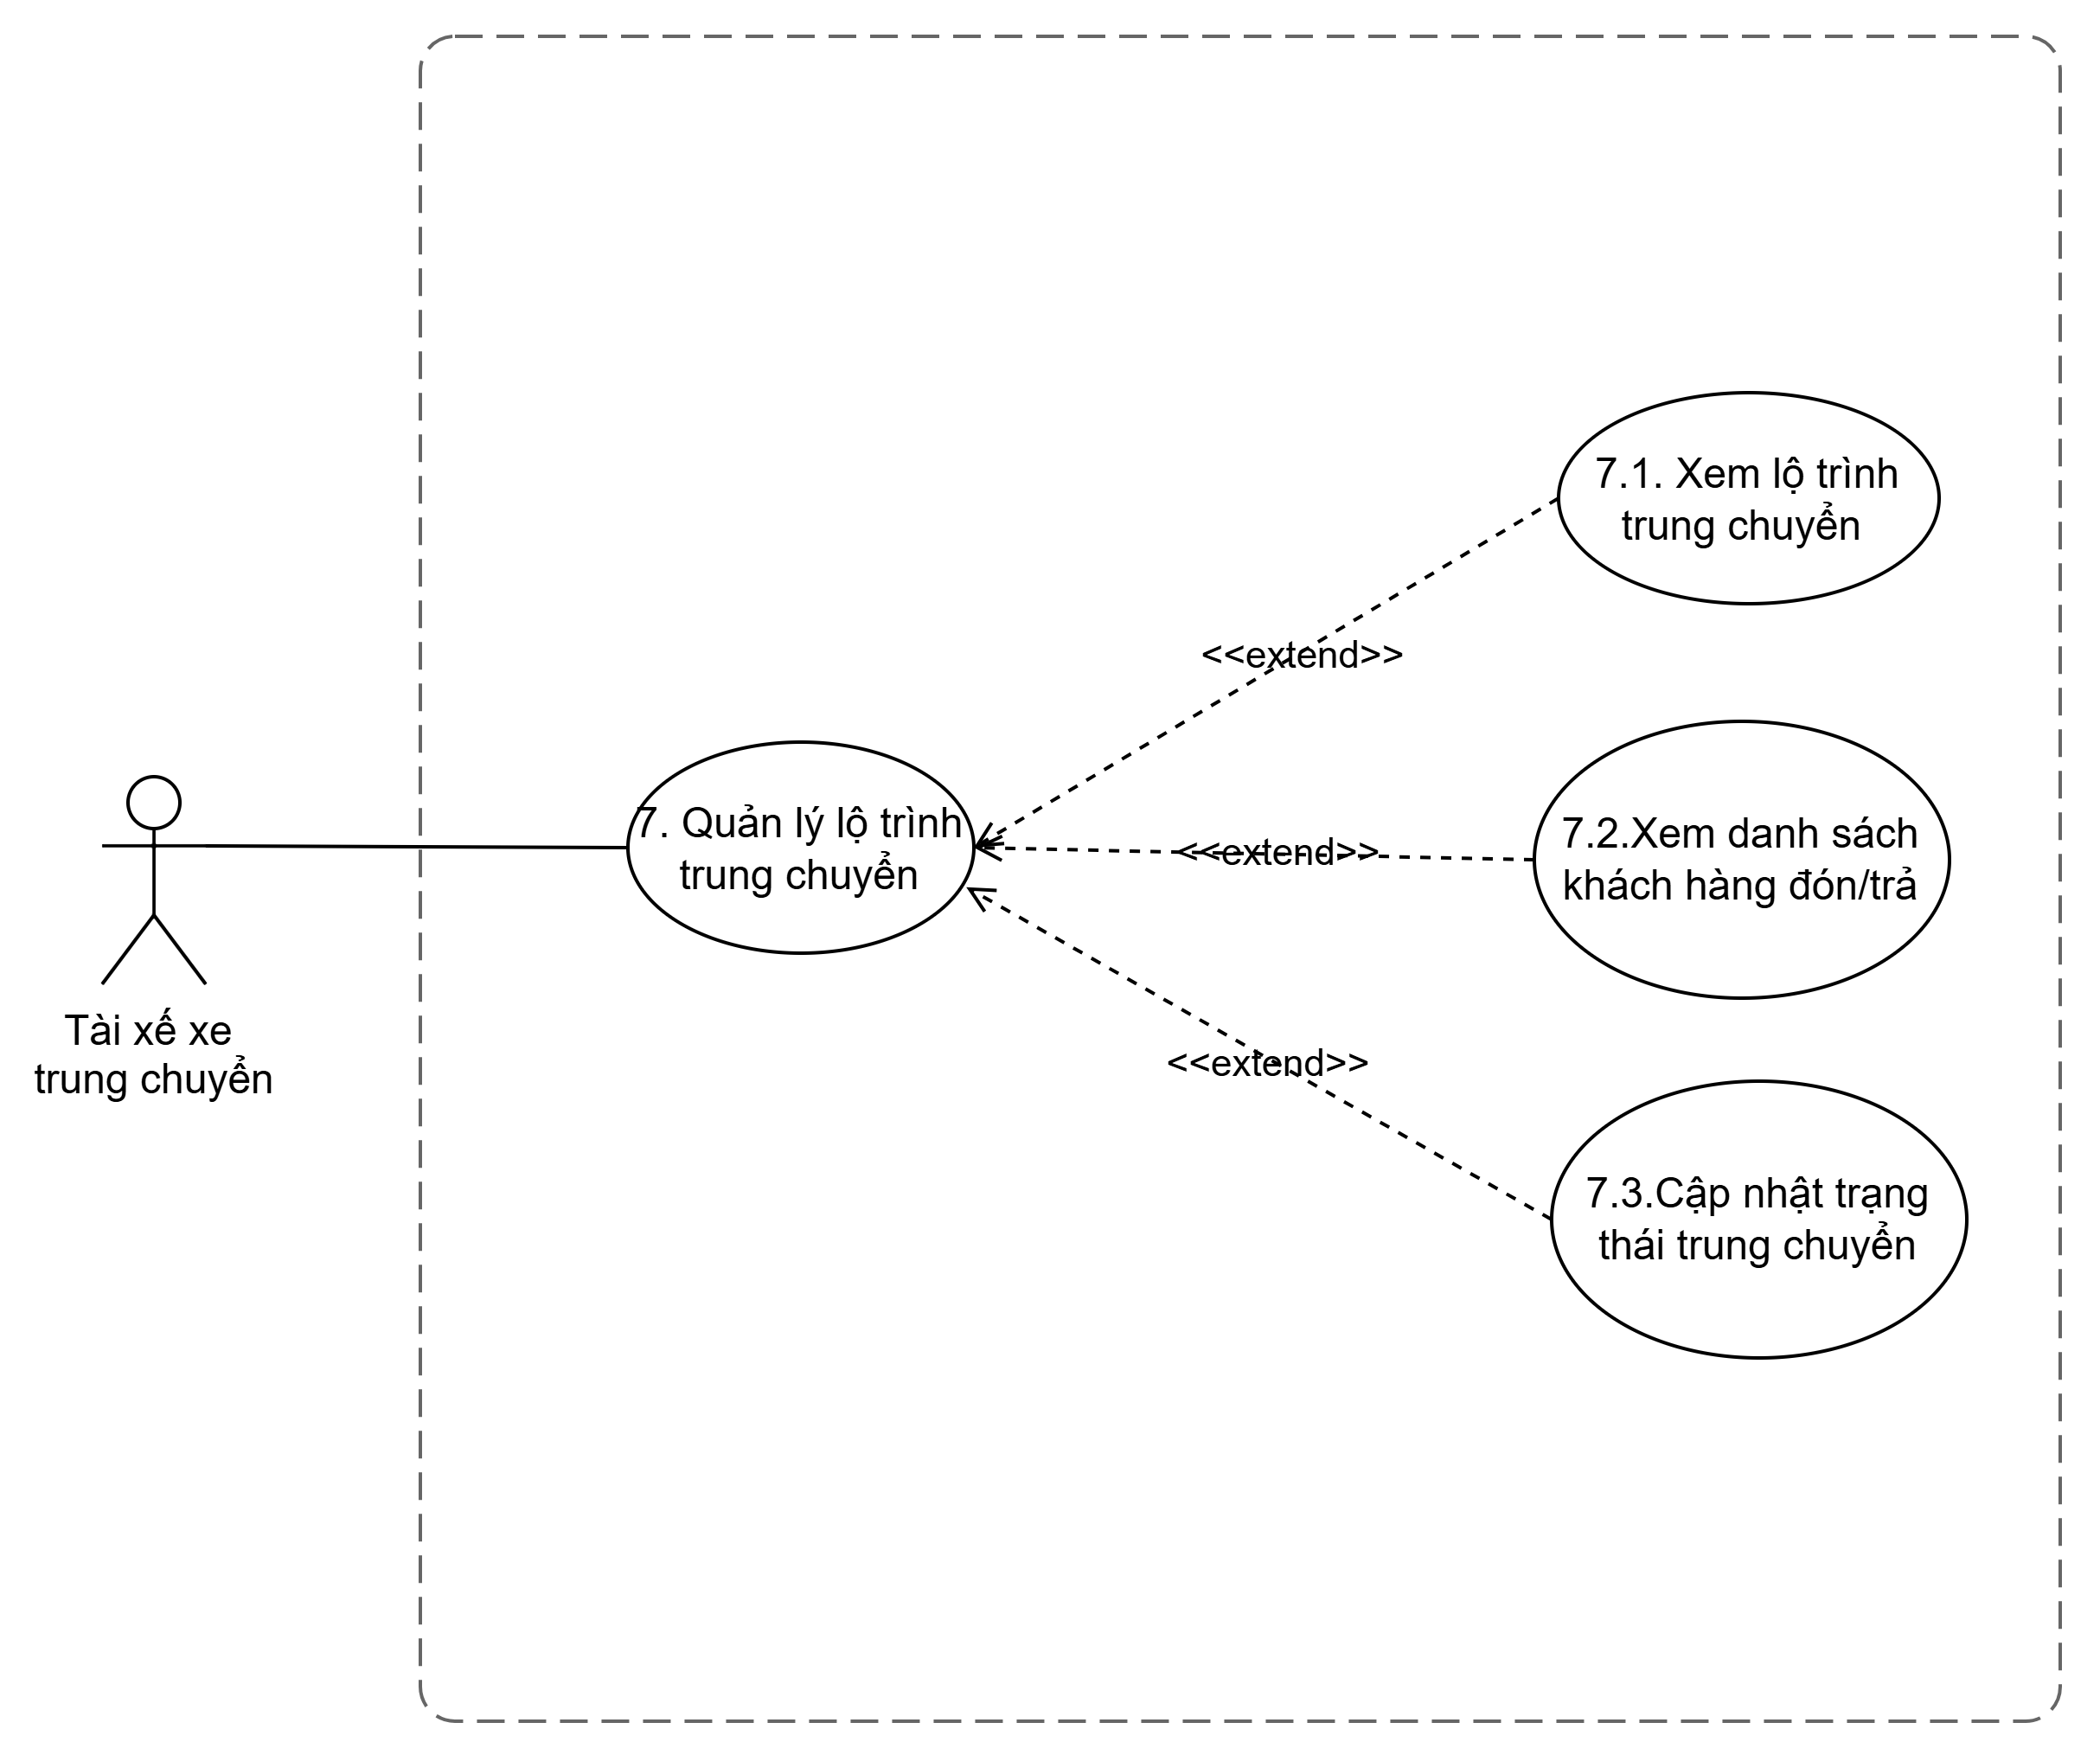 7.1. Xem lộ trình
trung chuyển
<<extend>>
7. Quản lý lộ trình
trung chuyển
<<extend>>
7.2.Xem danh sách
khách hàng đón/trả
Tài xế xe
trung chuyển
<<extend>>
7.3.Cập nhật trạng
thái trung chuyển